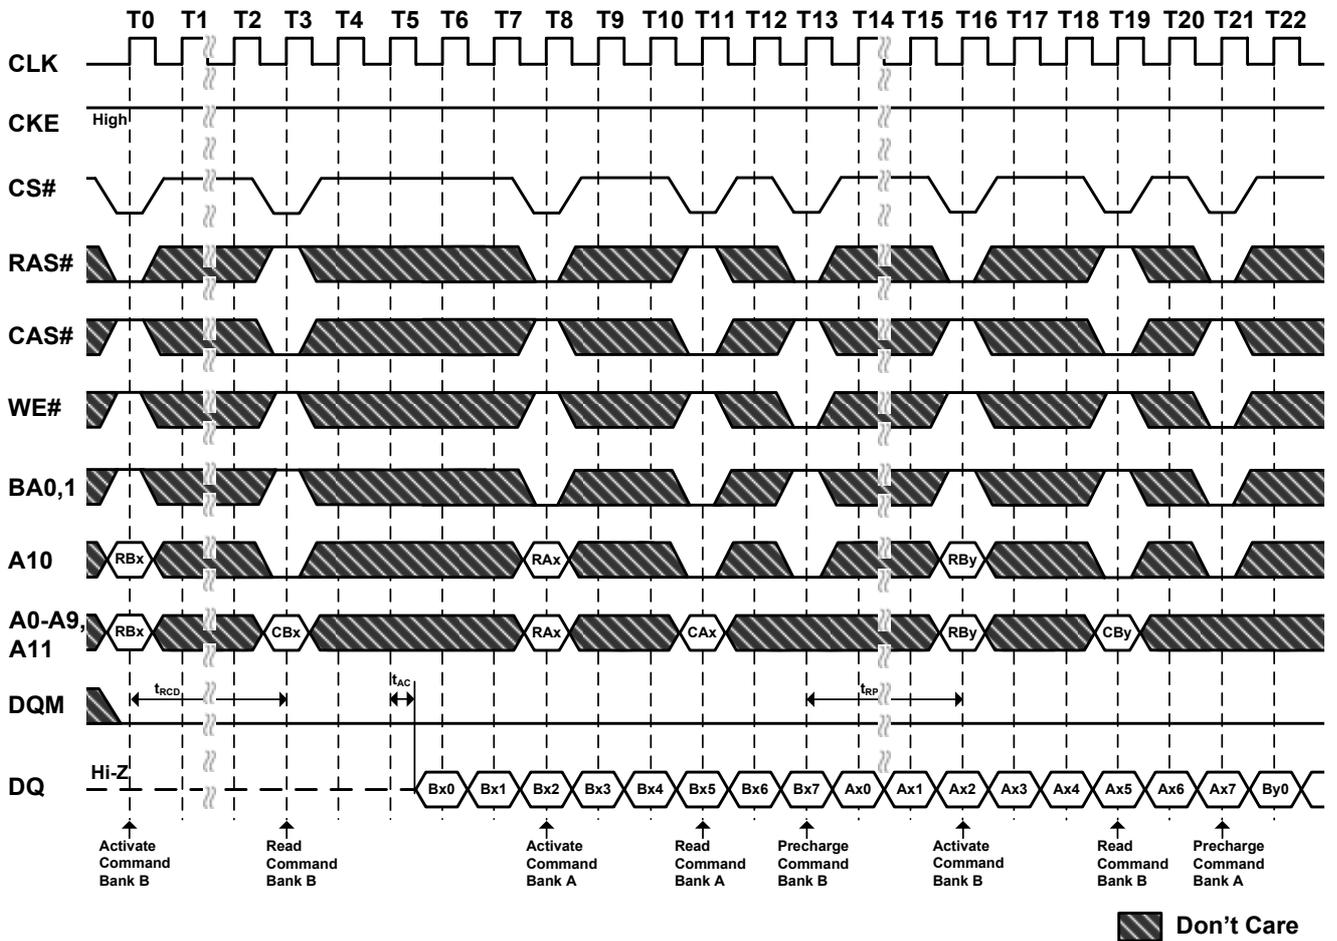 T0 T1 T2 T3 T4 T5 T6 T7 T8 T9 T10 T11 T12 T13 T14 T15 T16 T17 T18 T19 T20 T21 T22
CLK
CKE High
CS#
RAS#
CAS#
WE#
BA0,1
A10 RBx RAx RBy
A0-A9,
A11
RBx CBx RAx CAx RBy CBy
DQM tRCD tAC tRP
DQ Hi-Z Bx0 Bx1 Bx2 Bx3 Bx4 Bx5 Bx6 Bx7 Ax0 Ax1 Ax2 Ax3 Ax4 Ax5 Ax6 Ax7 By0
Activate
Command
Bank B
Read
Command
Bank B
Activate
Command
Bank A
Read
Command
Bank A
Precharge
Command
Bank B
Activate
Command
Bank B
Read
Command
Bank B
Precharge
Command
Bank A
Don't Care